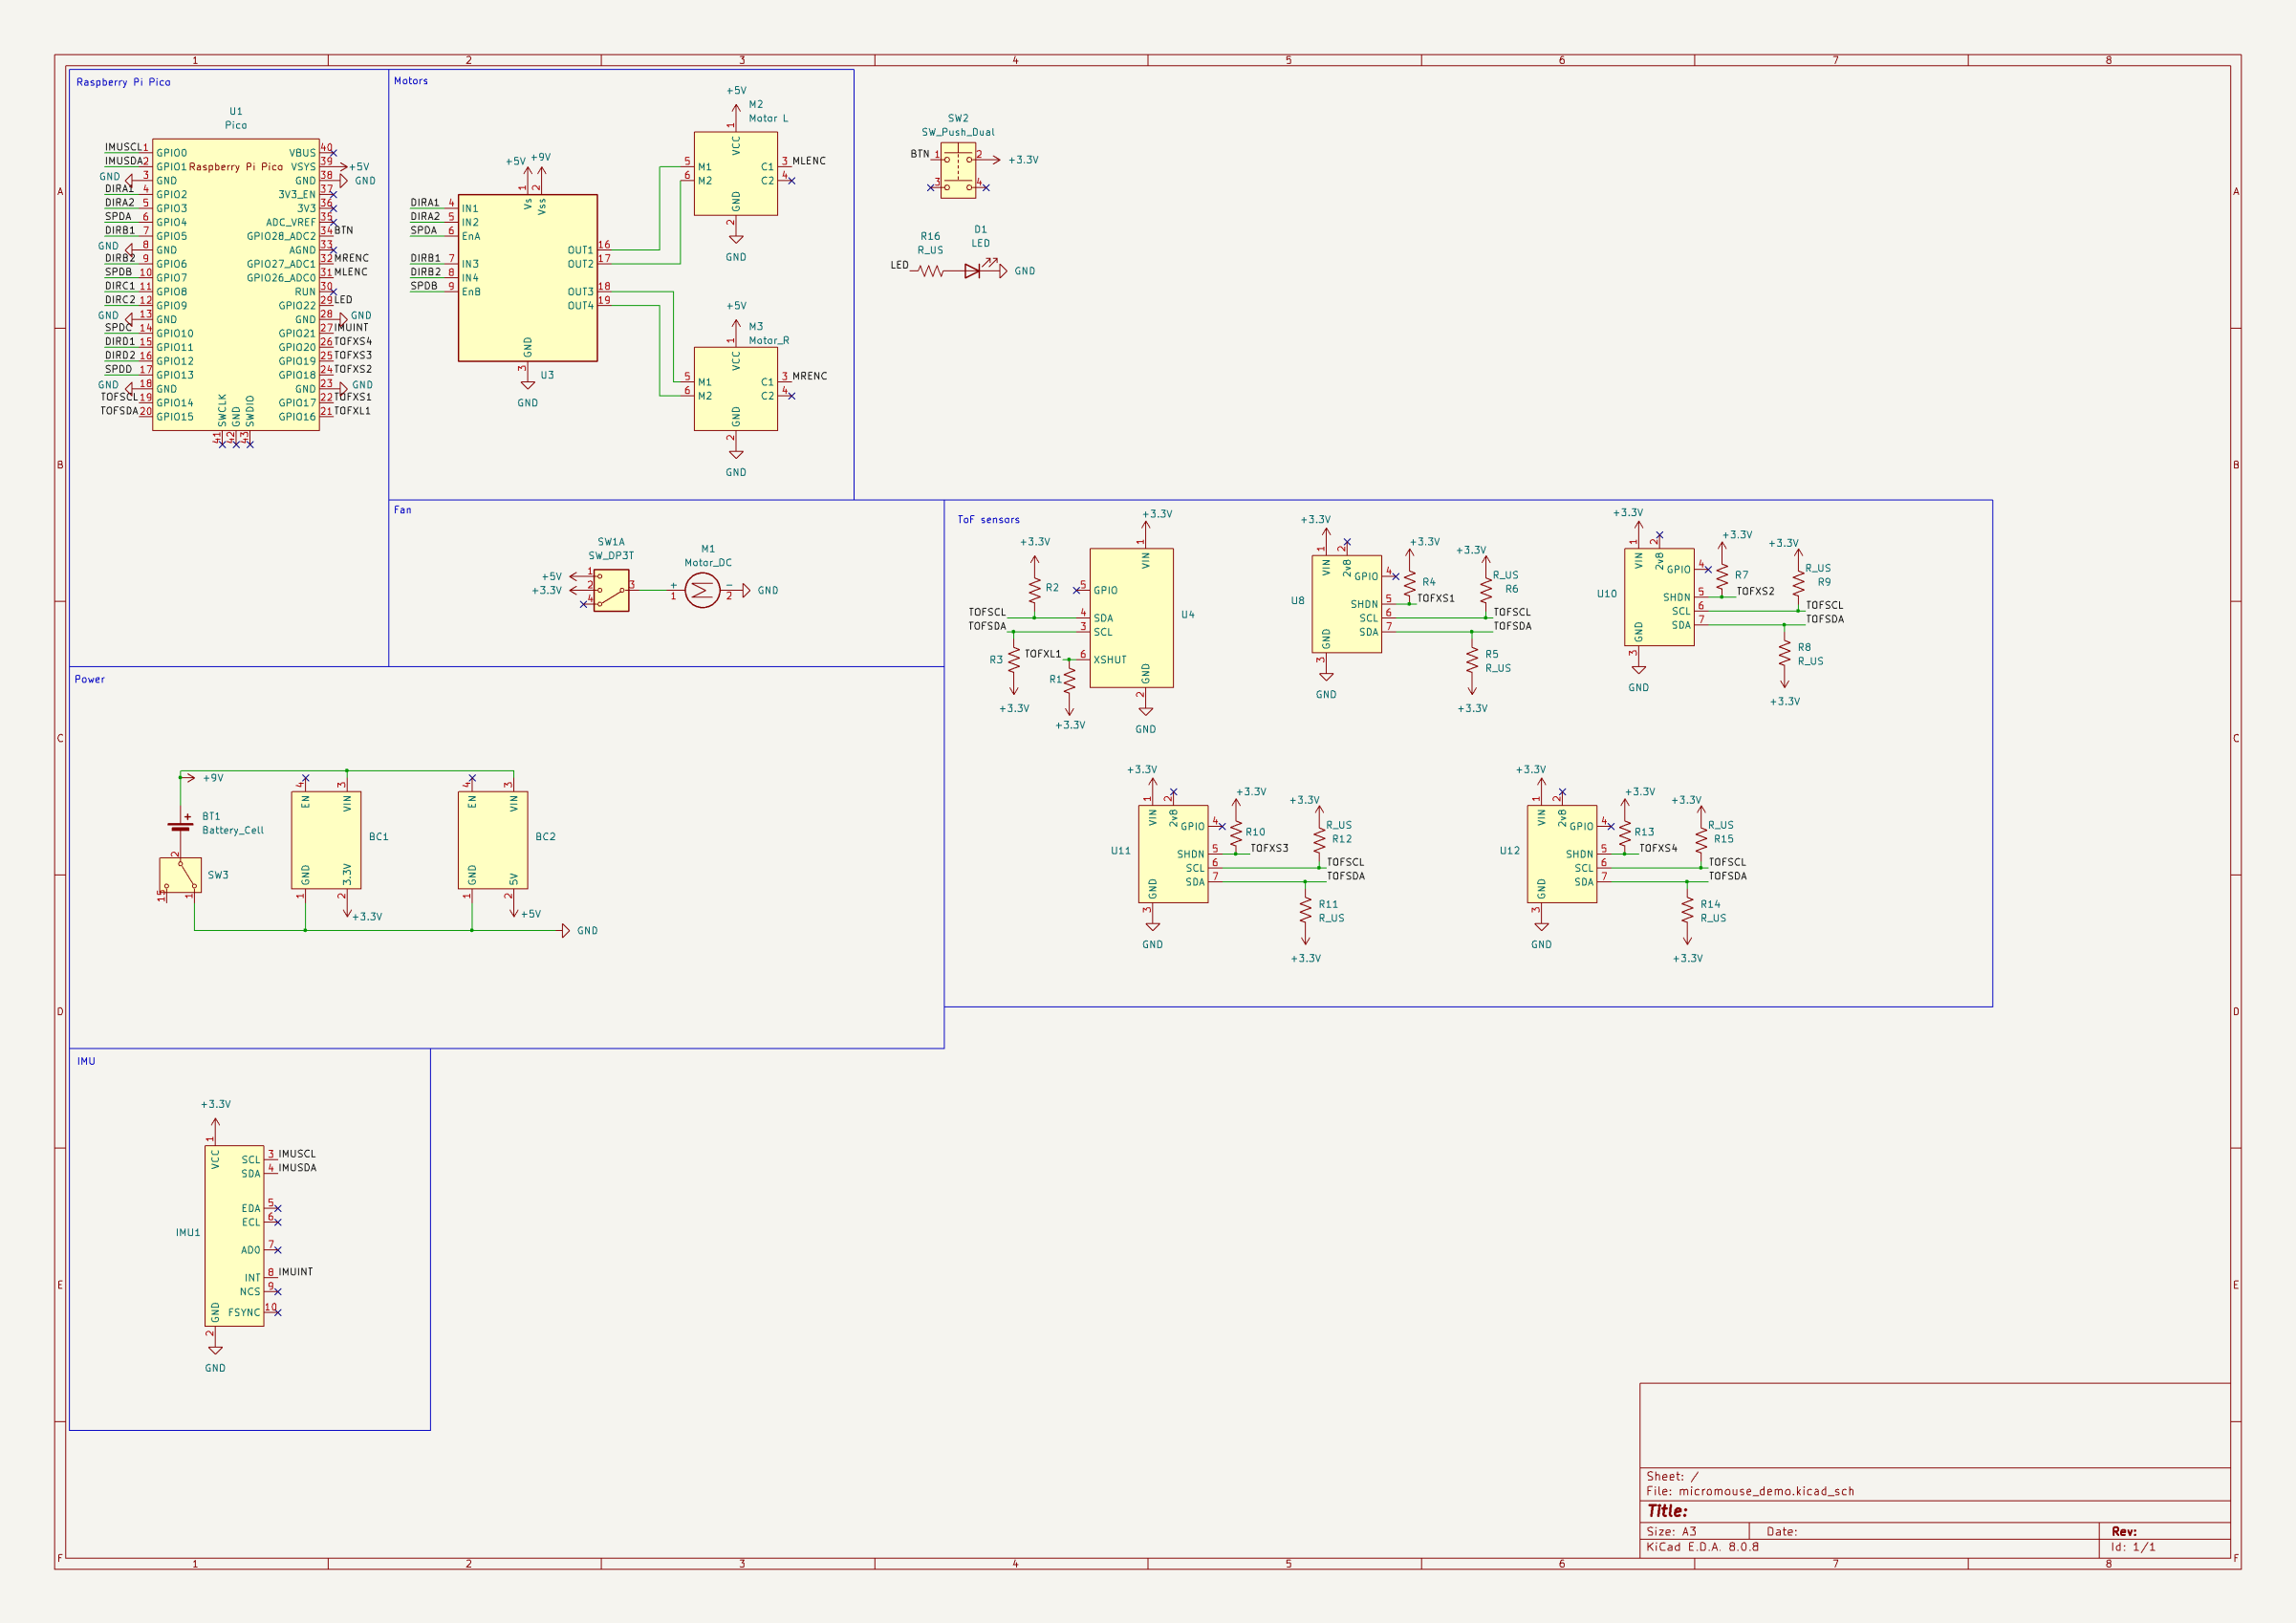 1 2 3 4 5 6 7 8
A B C D E F
Raspberry Pi Pico
U1
Pico
Raspberry Pi Pico
IMUSCL 1 GPIO0
IMUSDA 2 GPIO1
GND 3 GND
DIRA1 4 GPIO2
DIRA2 5 GPIO3
SPDA 6 GPIO4
DIRB1 7 GPIO5
GND 8 GND
DIRB2 9 GPIO6
SPDB 10 GPIO7
DIRC1 11 GPIO8
DIRC2 12 GPIO9
GND 13 GND
SPDC 14 GPIO10
DIRD1 15 GPIO11
DIRD2 16 GPIO12
SPDD 17 GPIO13
GND 18 GND
TOFSCL 19 GPIO14
TOFSDA 20 GPIO15
VBUS 40
VSYS 39 +5V
GND 38 GND
3V3_EN 37
3V3 36
ADC_VREF 35
GPIO28_ADC2 34 BTN
AGND 33
GPIO27_ADC1 32 MRENC
GPIO26_ADC0 31 MLENC
RUN 30
GPIO22 29 LED
GND 28 GND
GPIO21 27 IMUINT
GPIO20 26 TOFXS4
GPIO19 25 TOFXS3
GPIO18 24 TOFXS2
GND 23 GND
GPIO17 22 TOFXS1
GPIO16 21 TOFXL1
SWCLK GND SWDIO
41 42 43
Motors
+5V +9V
1 2
Vs Vss
DIRA1 4 IN1
DIRA2 5 IN2
SPDA 6 EnA
DIRB1 7 IN3
DIRB2 8 IN4
SPDB 9 EnB
OUT1 16
OUT2 17
OUT3 18
OUT4 19
GND
3
U3
GND
+5V
M2
Motor L
1
VCC
5 M1 C1 3 MLENC
6 M2 C2 4
GND
2
GND
+5V
M3
Motor_R
1
VCC
5 M1 C1 3 MRENC
6 M2 C2 4
GND
2
GND
SW2
SW_Push_Dual
BTN 1 2 +3.3V
3 4
R16
R_US
D1
LED
LED
GND
Fan
SW1A
SW_DP3T
+5V 1
+3.3V 2
4
3
M1
Motor_DC
+ −
1 2
GND
ToF sensors
+3.3V
1
VIN
+3.3V
R2
5 GPIO
TOFSCL 4 SDA
TOFSDA 3 SCL
U4
R3
TOFXL1 6 XSHUT
R1
+3.3V
+3.3V
GND
2
GND
+3.3V
1 2
VIN 2v8
U8
GPIO 4
+3.3V
R4
+3.3V
R_US
R6
SHDN 5 TOFXS1
SCL 6 TOFSCL
SDA 7 TOFSDA
R5
R_US
+3.3V
GND
3
GND
+3.3V
1 2
VIN 2v8
U10
GPIO 4
+3.3V
R7
+3.3V
R_US
R9
SHDN 5 TOFXS2
SCL 6 TOFSCL
SDA 7 TOFSDA
R8
R_US
+3.3V
GND
3
GND
+3.3V
1 2
VIN 2v8
U11
GPIO 4
+3.3V
R10
+3.3V
R_US
R12
SHDN 5 TOFXS3
SCL 6 TOFSCL
SDA 7 TOFSDA
R11
R_US
+3.3V
GND
3
GND
+3.3V
1 2
VIN 2v8
U12
GPIO 4
+3.3V
R13
+3.3V
R_US
R15
SHDN 5 TOFXS4
SCL 6 TOFSCL
SDA 7 TOFSDA
R14
R_US
+3.3V
GND
3
GND
Power
+9V
+
BT1
Battery_Cell
2
SW3
1
4 3
EN VIN
BC1
GND 3.3V
1 2
+3.3V
4 3
EN VIN
BC2
GND 5V
1 2
+5V
GND
IMU
+3.3V
1
VCC
SCL 3 IMUSCL
SDA 4 IMUSDA
EDA 5
ECL 6
IMU1
AD0 7
INT 8 IMUINT
NCS 9
FSYNC 10
GND
2
GND
Sheet: /
File: micromouse_demo.kicad_sch
Title:
Size: A3 Date: Rev:
KiCad E.D.A. 8.0.8 Id: 1/1
1 2 3 4 5 6 7 8
A B C D E F